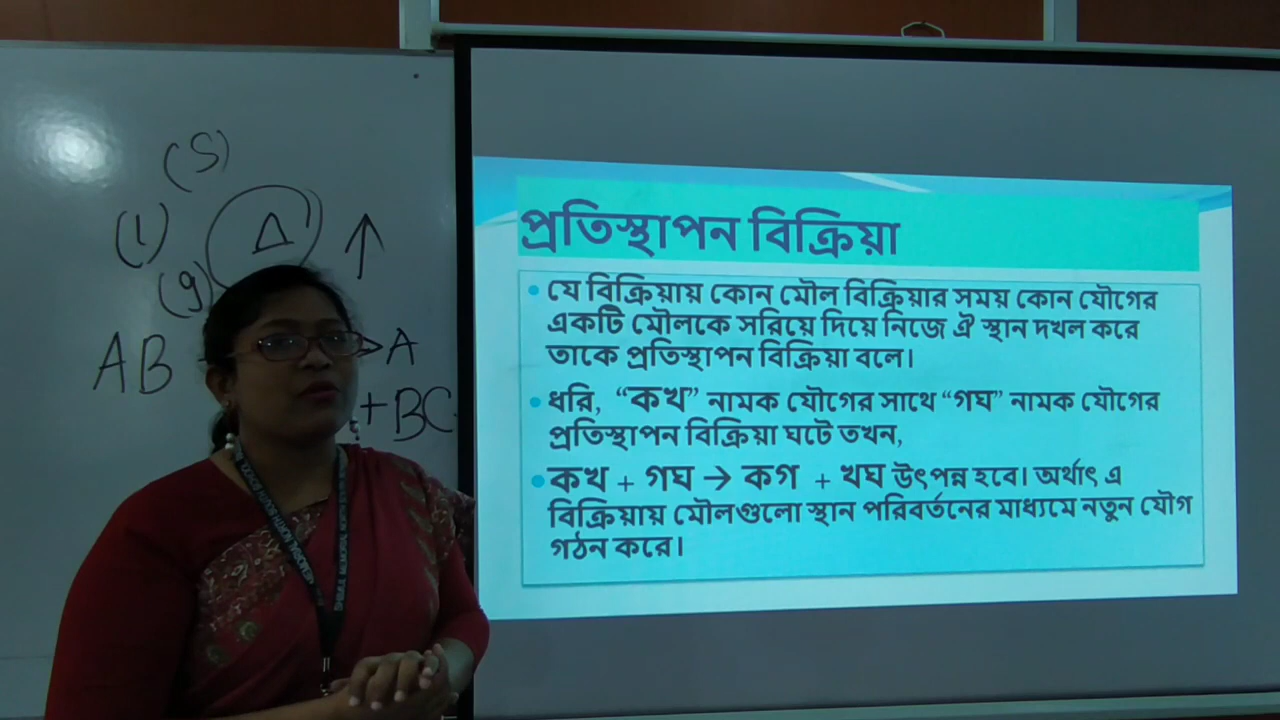 (S)
(l)
Δ
↑
(g)
AB
A
+ BC
প্রতিস্থাপন বিক্রিয়া
• যে বিক্রিয়ায় কোন মৌল বিক্রিয়ার সময় কোন যৌগের
একটি মৌলকে সরিয়ে দিয়ে নিজে ঐ স্থান দখল করে
তাকে প্রতিস্থাপন বিক্রিয়া বলে।
• ধরি, “কখ” নামক যৌগের সাথে “গঘ” নামক যৌগের
প্রতিস্থাপন বিক্রিয়া ঘটে তখন,
• কখ + গঘ → কগ + খঘ উৎপন্ন হবে। অর্থাৎ এ
বিক্রিয়ায় মৌলগুলো স্থান পরিবর্তনের মাধ্যমে নতুন যৌগ
গঠন করে।